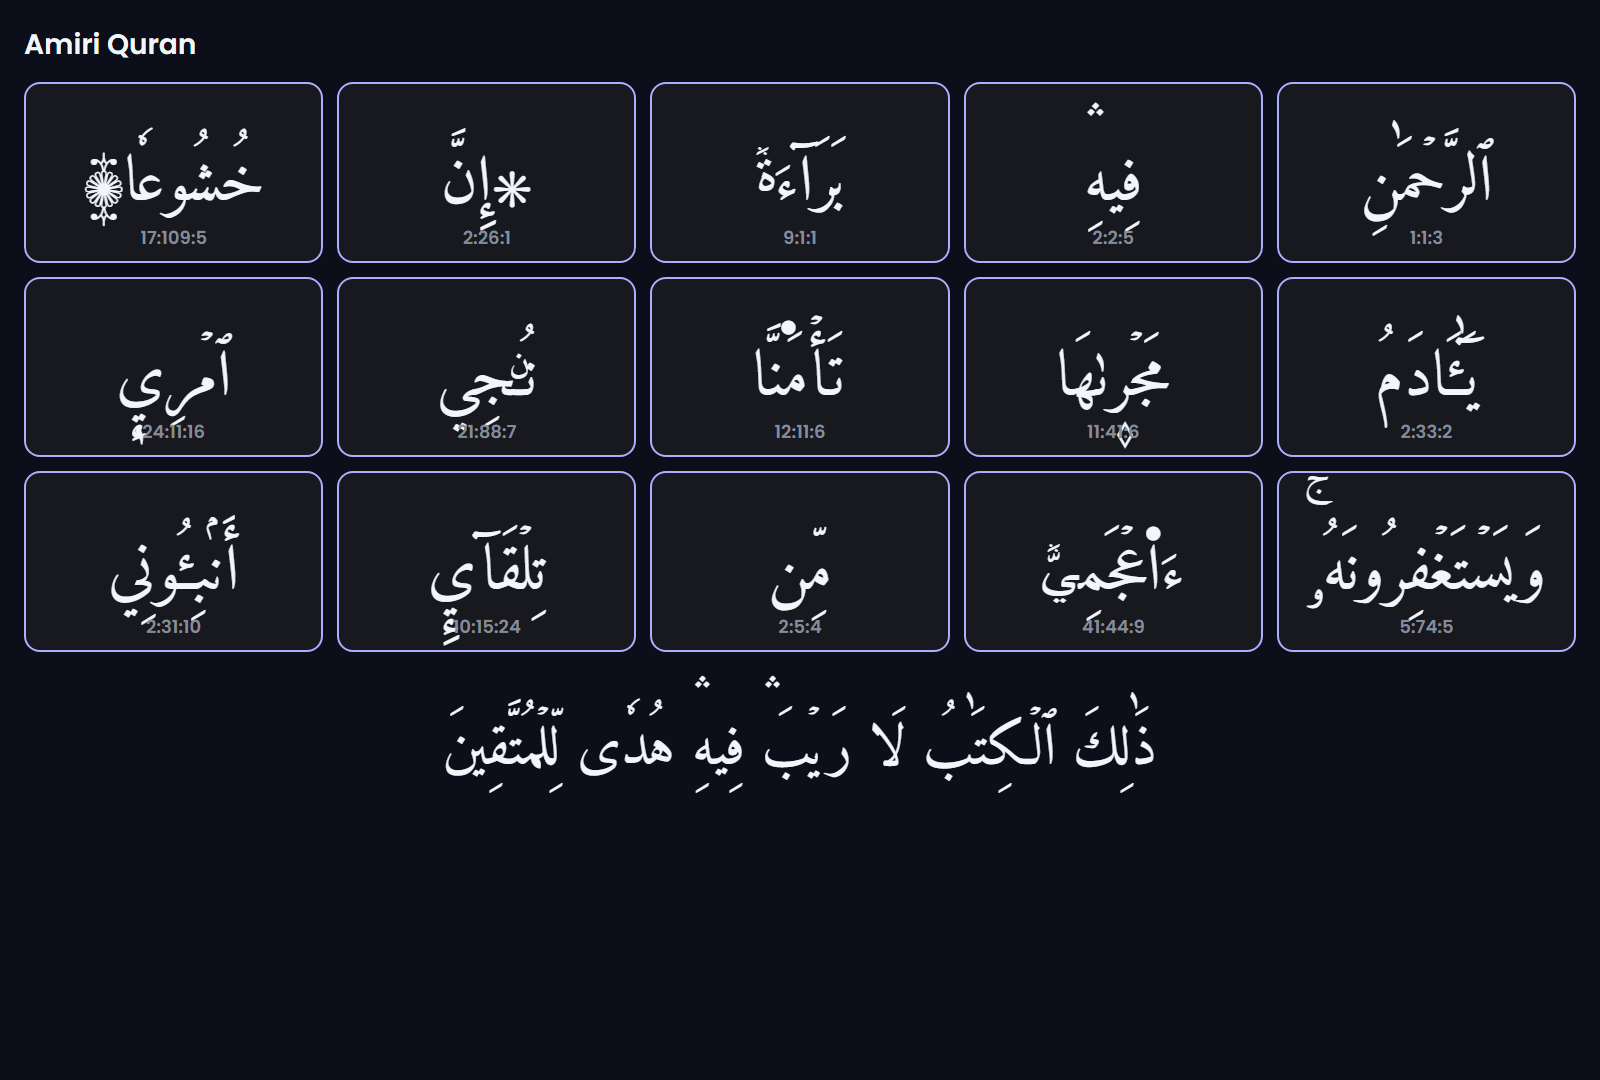 Amiri Quran
ٱلرَّحۡمَـٰنِ
1:1:3
فِيهِۛ
2:2:5
بَرَاۤءَةࣱ
9:1:1
۞إِنَّ
2:26:1
خُشُوعࣰا۩
17:109:5
يَـٰۤـَٔادَمُ
2:33:2
مَجۡرٜىٰهَا
11:41:6
تَأۡمَ۬نَّا
12:11:6
نُـۨجِي
21:88:7
ٱمۡرِيِٕ
24:11:16
وَيَسۡتَغۡفِرُونَهُۥۚ
5:74:5
ءَا۬عۡجَمِيࣱّ
41:44:9
مِّن
2:5:4
تِلۡقَاۤيِٕ
10:15:24
أَنۢبِـُٔونِي
2:31:10
ذَ ٰلِكَ ٱلۡكِتَـٰبُ لَا رَيۡبَۛ فِيهِۛ هُدࣰى لِّلۡمُتَّقِينَ